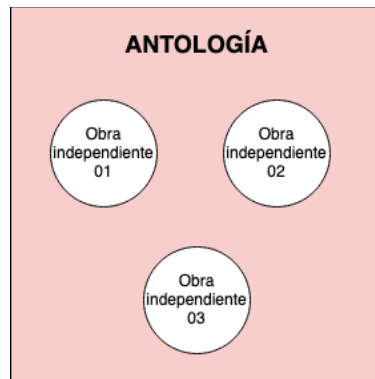 ANTOLOGÍA
Obra
independiente
01
Obra
independiente
02
Obra
independiente
03